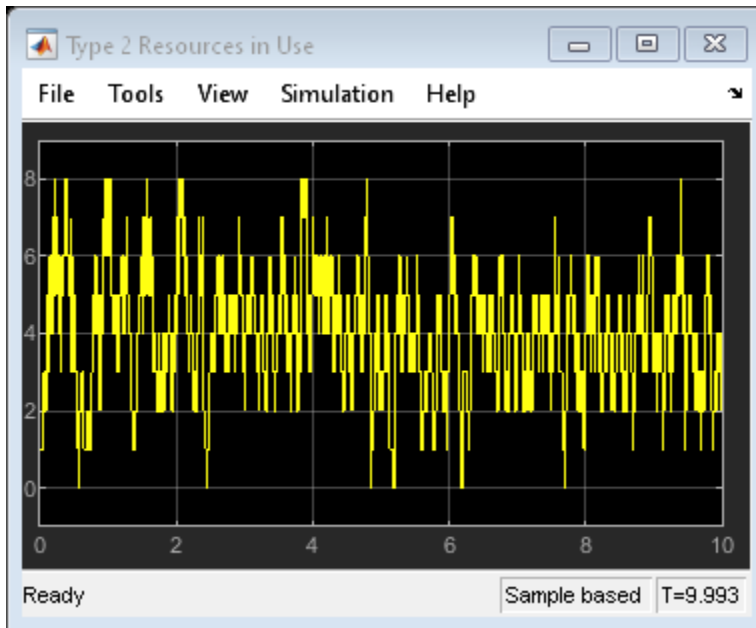 Type 2 Resources in Use
File Tools View Simulation Help
8
6
4
2
0
0 2 4 6 8 10
Ready Sample based T=9.993